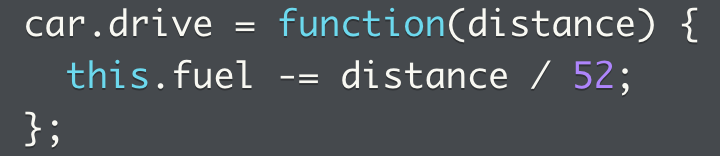 car.drive = function(distance) {
  this.fuel -= distance / 52;
};